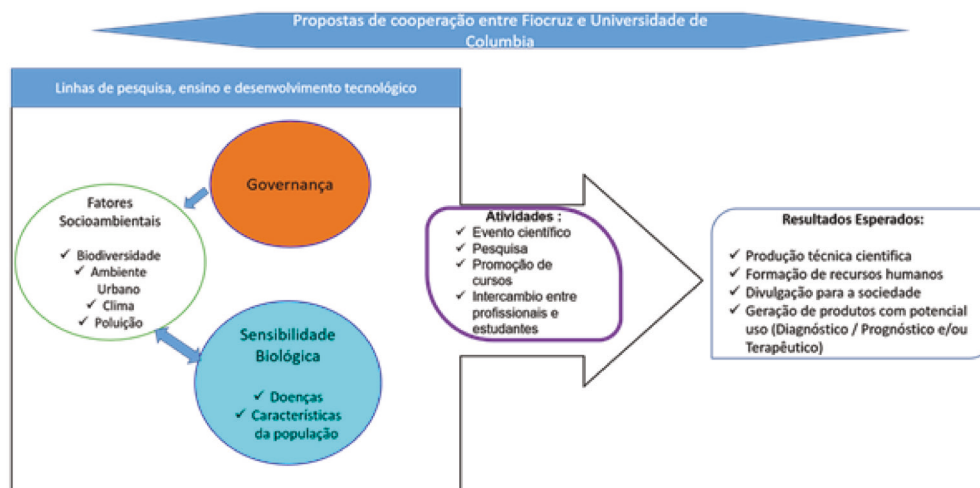 Propostas de cooperação entre Fiocruz e Universidade de
Columbia
Linhas de pesquisa, ensino e desenvolvimento tecnológico
Governança
Fatores
Socioambientais
✓ Biodiversidade
✓ Ambiente
Urbano
✓ Clima
✓ Poluição
Sensibilidade
Biológica
✓ Doenças
✓ Características
da população
Atividades :
✓ Evento científico
✓ Pesquisa
✓ Promoção de
cursos
✓ Intercambio entre
profissionais e
estudantes
Resultados Esperados:
✓ Produção técnica cientifica
✓ Formação de recursos humanos
✓ Divulgação para a sociedade
✓ Geração de produtos com potencial
uso (Diagnóstico / Prognóstico e/ou
Terapêutico)